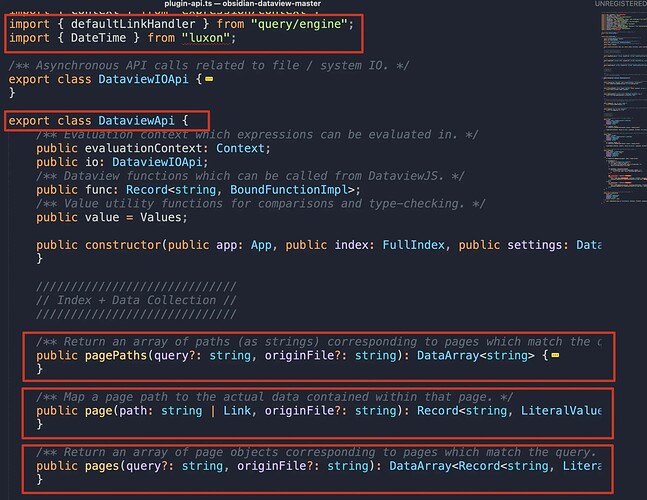 plugin-api.ts — obsidian-dataview-master
UNREGISTERED
import { Context } from "expression/context";
import { defaultLinkHandler } from "query/engine";
import { DateTime } from "luxon";
/** Asynchronous API calls related to file / system IO. */
export class DataviewIOApi {
}
export class DataviewApi {
/** Evaluation context which expressions can be evaluated in. */
public evaluationContext: Context;
public io: DataviewIOApi;
/** Dataview functions which can be called from DataviewJS. */
public func: Record<string, BoundFunctionImpl>;
/** Value utility functions for comparisons and type-checking. */
public value = Values;
public constructor(public app: App, public index: FullIndex, public settings: Data
}
/////////////////////////////
// Index + Data Collection //
/////////////////////////////
/** Return an array of paths (as strings) corresponding to pages which match the
public pagePaths(query?: string, originFile?: string): DataArray<string> {
}
/** Map a page path to the actual data contained within that page. */
public page(path: string | Link, originFile?: string): Record<string, LiteralValue
}
/** Return an array of page objects corresponding to pages which match the query.
public pages(query?: string, originFile?: string): DataArray<Record<string, Litera
}